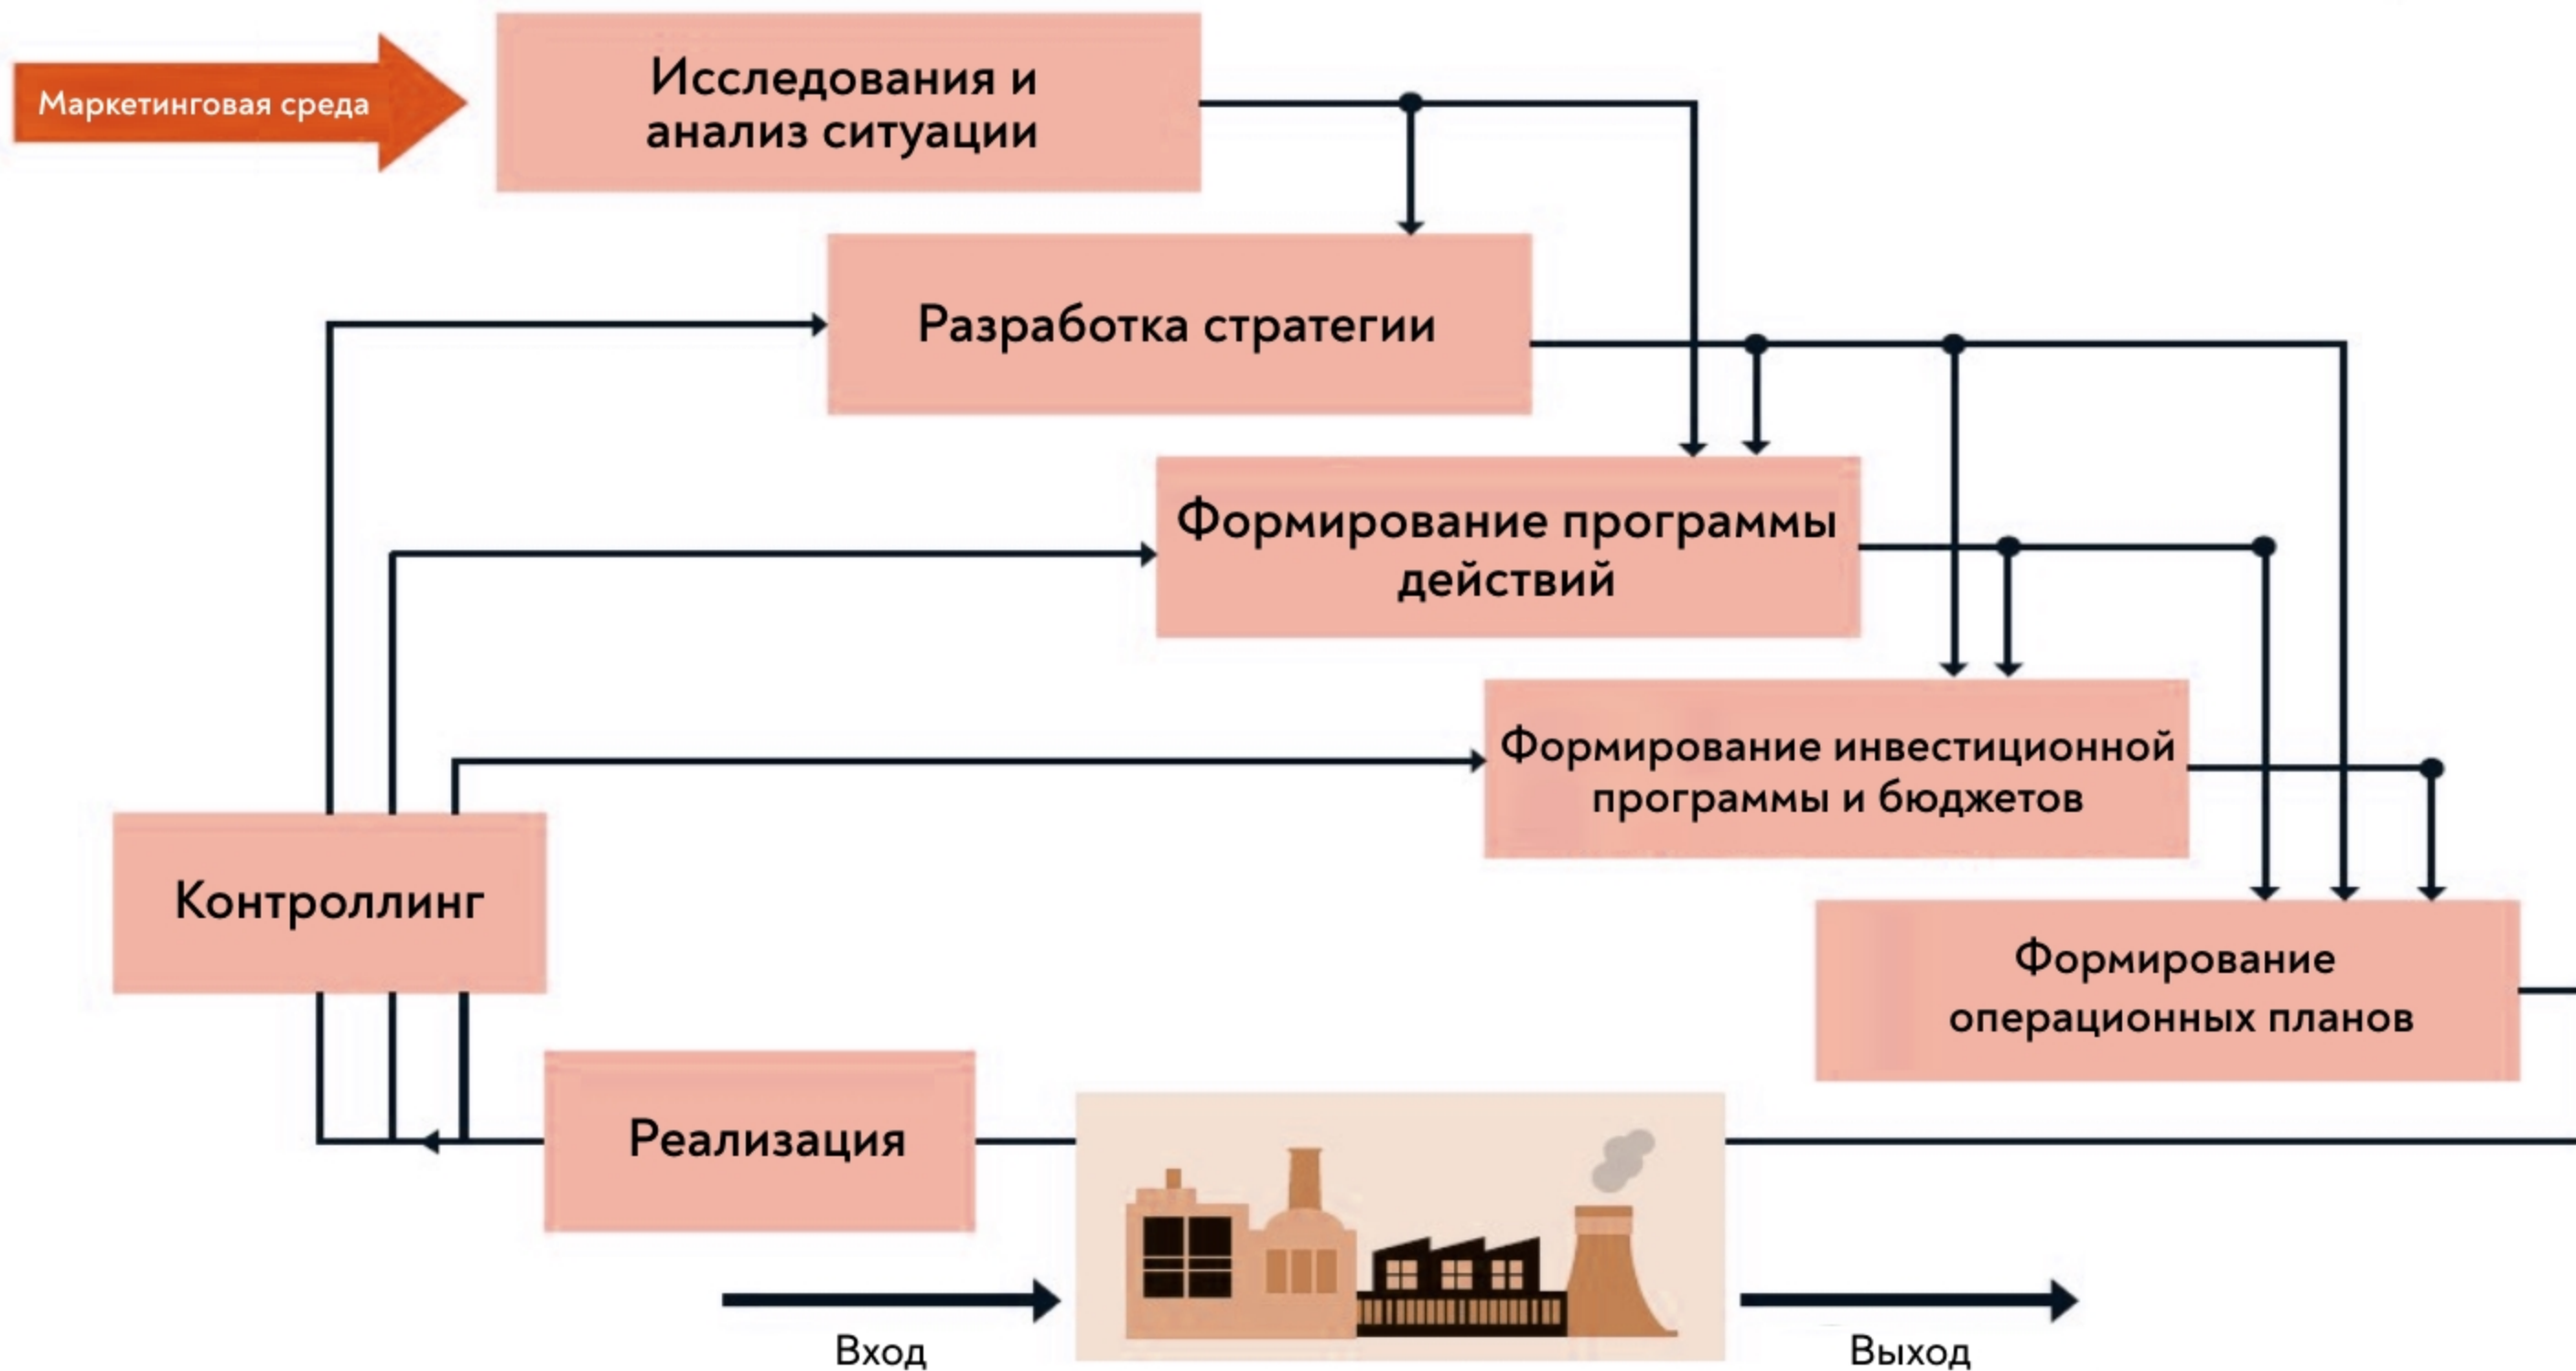 Маркетинговая среда
Исследования и
анализ ситуации
Разработка стратегии
Формирование программы
действий
Формирование инвестиционной
программы и бюджетов
Контроллинг
Формирование
операционных планов
Реализация
Вход
Выход